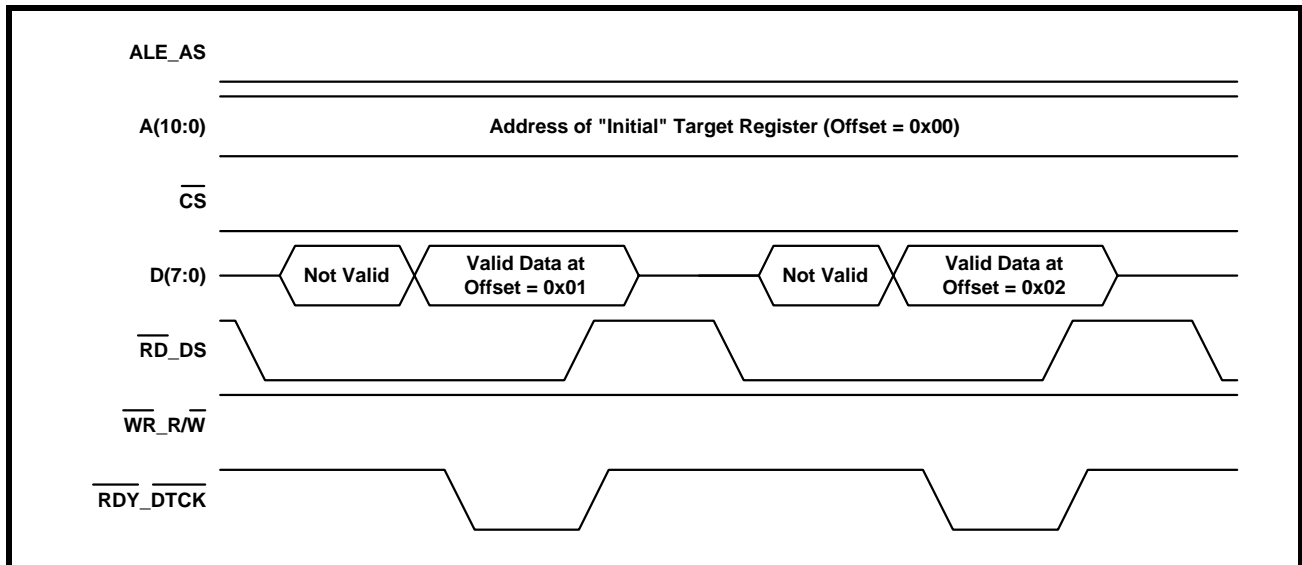 ALE_AS
A(10:0)
Address of "Initial" Target Register (Offset = 0x00)
CS
D(7:0)
Not Valid
Valid Data at
Offset = 0x01
Not Valid
Valid Data at
Offset = 0x02
RD_DS
WR_R/W
RDY_DTCK